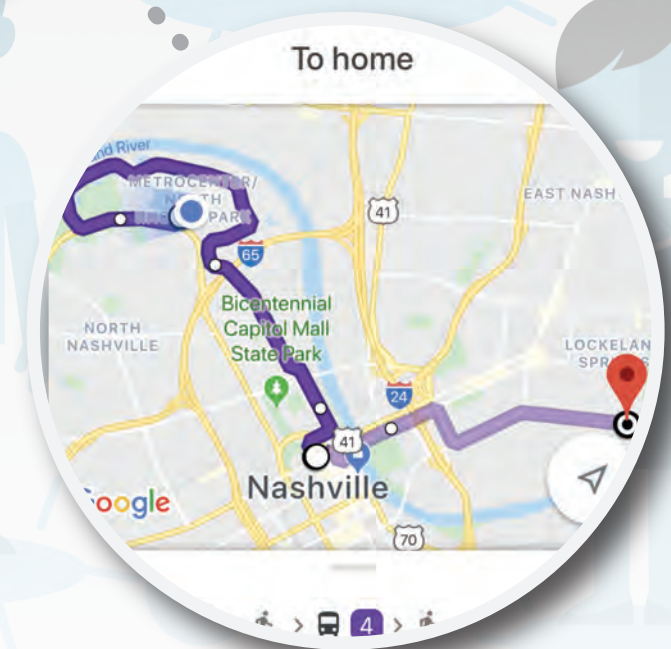 To home
nd River
METROCENTER/
NORTH
PARK
41
EAST NASH
65
Bicentennial
Capitol Mall
State Park
NORTH
NASHVILLE
LOCKELAN
SPR
24
41
Nashville
Google
70
4